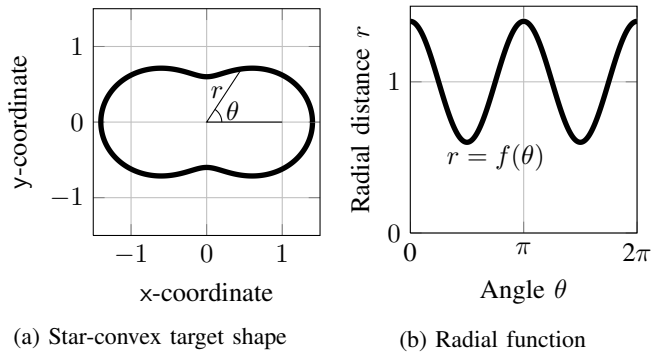 1
0
−1
y-coordinate
r
θ
−1
0
1
x-coordinate
(a) Star-convex target shape
1
0
Radial distance r
r = f(θ)
0
π
2π
Angle θ
(b) Radial function